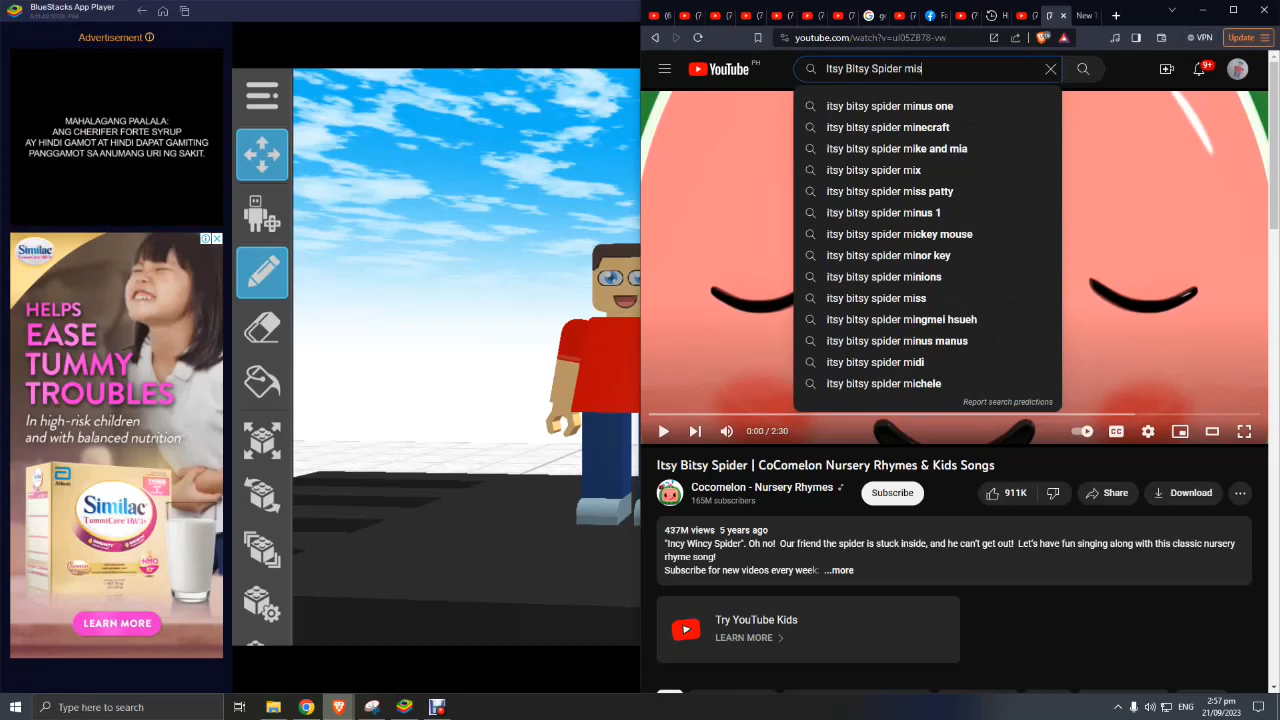 BlueStacks App Player
Advertisement
MAHALAGANG PAALALA:
ANG CHERIFER FORTE SYRUP
AY HINDI GAMOT AT HINDI DAPAT GAMITING
PANGGAMOT SA ANUMANG URI NG SAKIT.
Similac
HELPS
EASE
TUMMY
TROUBLES
In high-risk children
and with balanced nutrition
Abbott
Similac
TummiCare HW3+
LEARN MORE
New T
youtube.com/watch?v=ul05ZB78-vw
VPN
Update
YouTube PH
Itsy Bitsy Spider mis
9+
itsy bitsy spider minus one
itsy bitsy spider minecraft
itsy bitsy spider mike and mia
itsy bitsy spider mix
itsy bitsy spider miss patty
itsy bitsy spider minus 1
itsy bitsy spider mickey mouse
itsy bitsy spider minor key
itsy bitsy spider minions
itsy bitsy spider miss
itsy bitsy spider mingmei hsueh
itsy bitsy spider minus manus
itsy bitsy spider midi
itsy bitsy spider michele
Report search predictions
0:00 / 2:30
CC
Itsy Bitsy Spider | CoComelon Nursery Rhymes & Kids Songs
Cocomelon - Nursery Rhymes
165M subscribers
Subscribe
911K
Share
Download
437M views 5 years ago
"Incy Wincy Spider". Oh no! Our friend the spider is stuck inside, and he can't get out! Let's have fun singing along with this classic nursery
rhyme song!
Subscribe for new videos every week: ...more
Try YouTube Kids
LEARN MORE
Type here to search
ENG
2:57 pm
21/09/2023